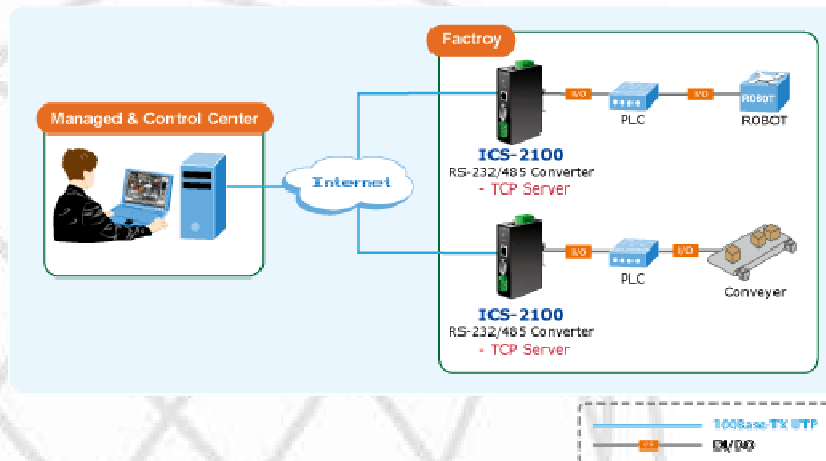 Factroy
Managed & Control Center
Internet
I/O
PLC
I/O
ROBOT
ROBOT
ICS-2100
RS-232/485 Converter
- TCP Server
I/O
PLC
I/O
Conveyer
ICS-2100
RS-232/485 Converter
- TCP Server
100Base-TX UTP
DI/DO